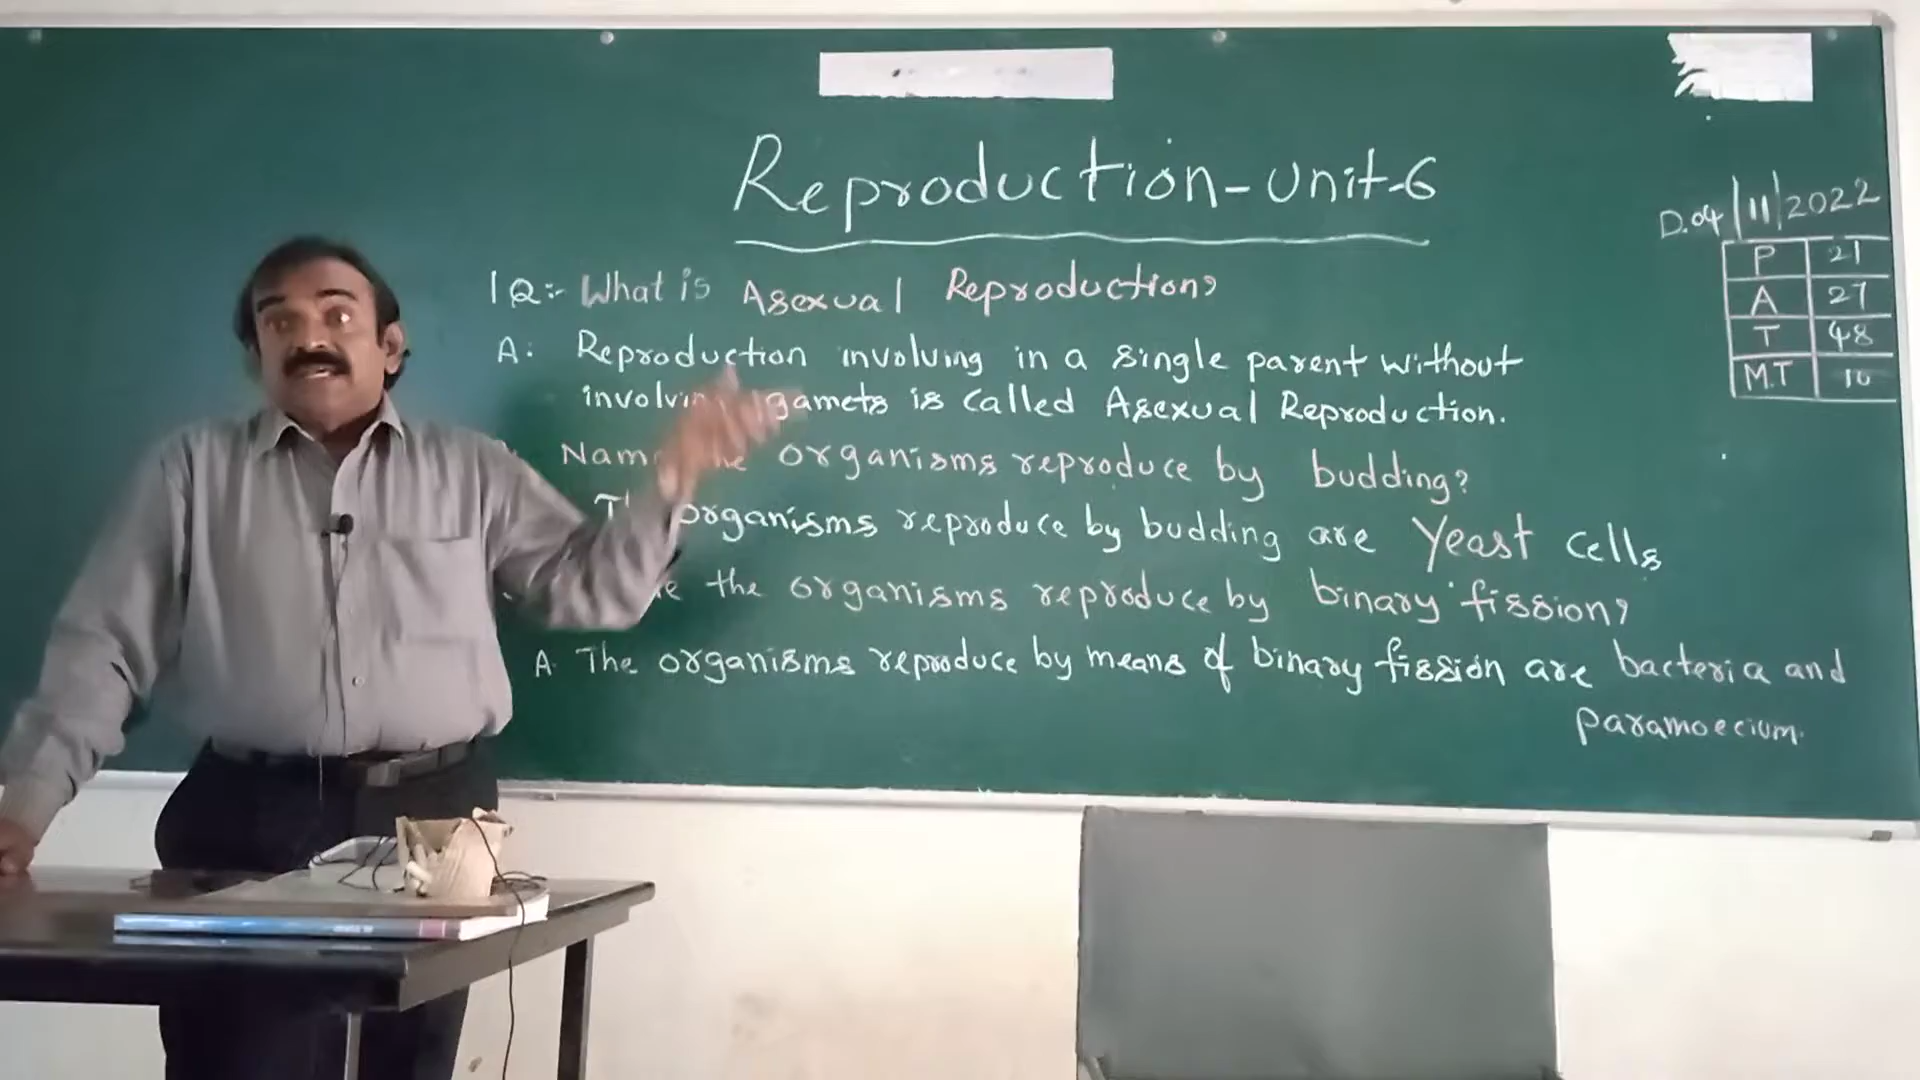 Reproduction-Unit-6
D.04/11/2022
P 21
A 27
T 48
M.T 10
1Q:- What is Asexual Reproduction?
A: Reproduction involving in a single parent without
involving gamets is called Asexual Reproduction.
organisms reproduce by budding?
organisms reproduce by budding are Yeast cells
the organisms reproduce by binary fission?
A. The organisms reproduce by means of binary fission are bacteria and
paramoecium.